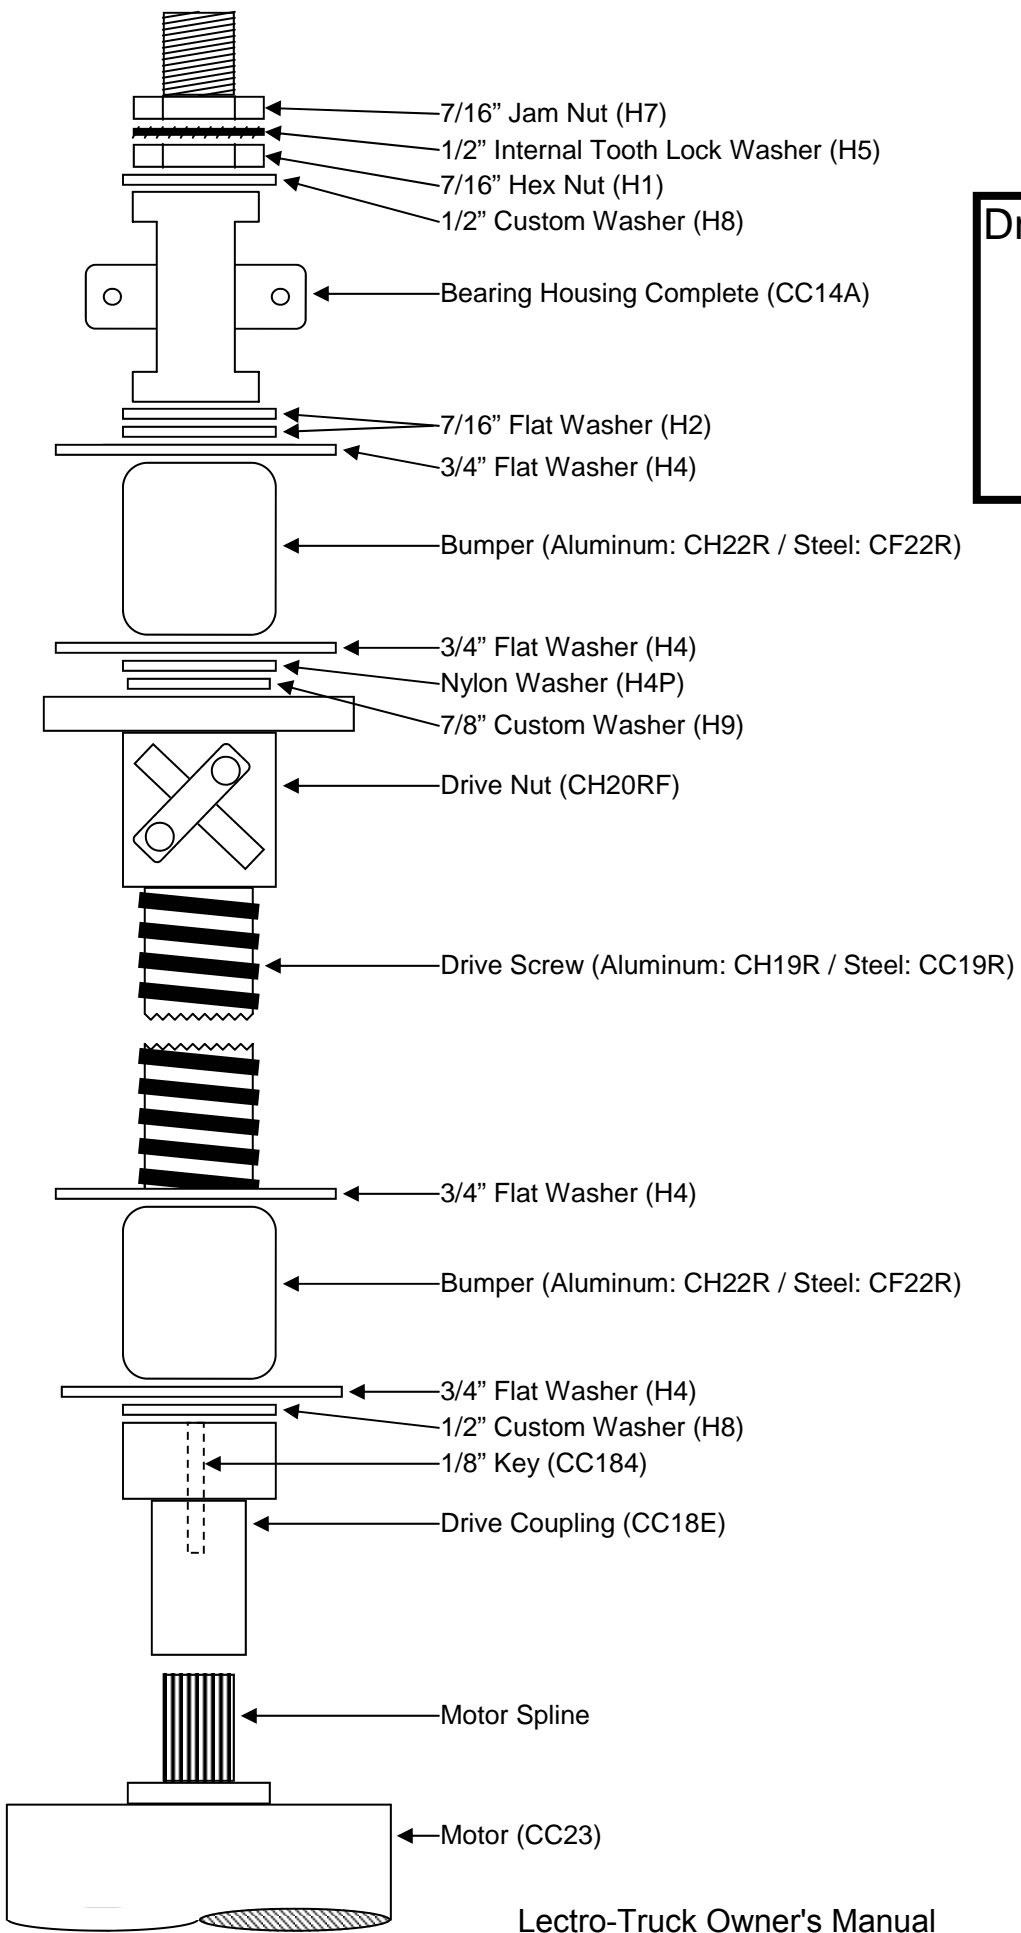 7/16” Jam Nut (H7)
1/2” Internal Tooth Lock Washer (H5)
7/16” Hex Nut (H1)
1/2” Custom Washer (H8)
Bearing Housing Complete (CC14A)
7/16” Flat Washer (H2)
3/4” Flat Washer (H4)
Bumper (Aluminum: CH22R / Steel: CF22R)
3/4” Flat Washer (H4)
Nylon Washer (H4P)
7/8” Custom Washer (H9)
Drive Nut (CH20RF)
Drive Screw (Aluminum: CH19R / Steel: CC19R)
3/4” Flat Washer (H4)
Bumper (Aluminum: CH22R / Steel: CF22R)
3/4” Flat Washer (H4)
1/2” Custom Washer (H8)
1/8” Key (CC184)
Drive Coupling (CC18E)
Motor Spline
Motor (CC23)
Lectro-Truck Owner's Manual